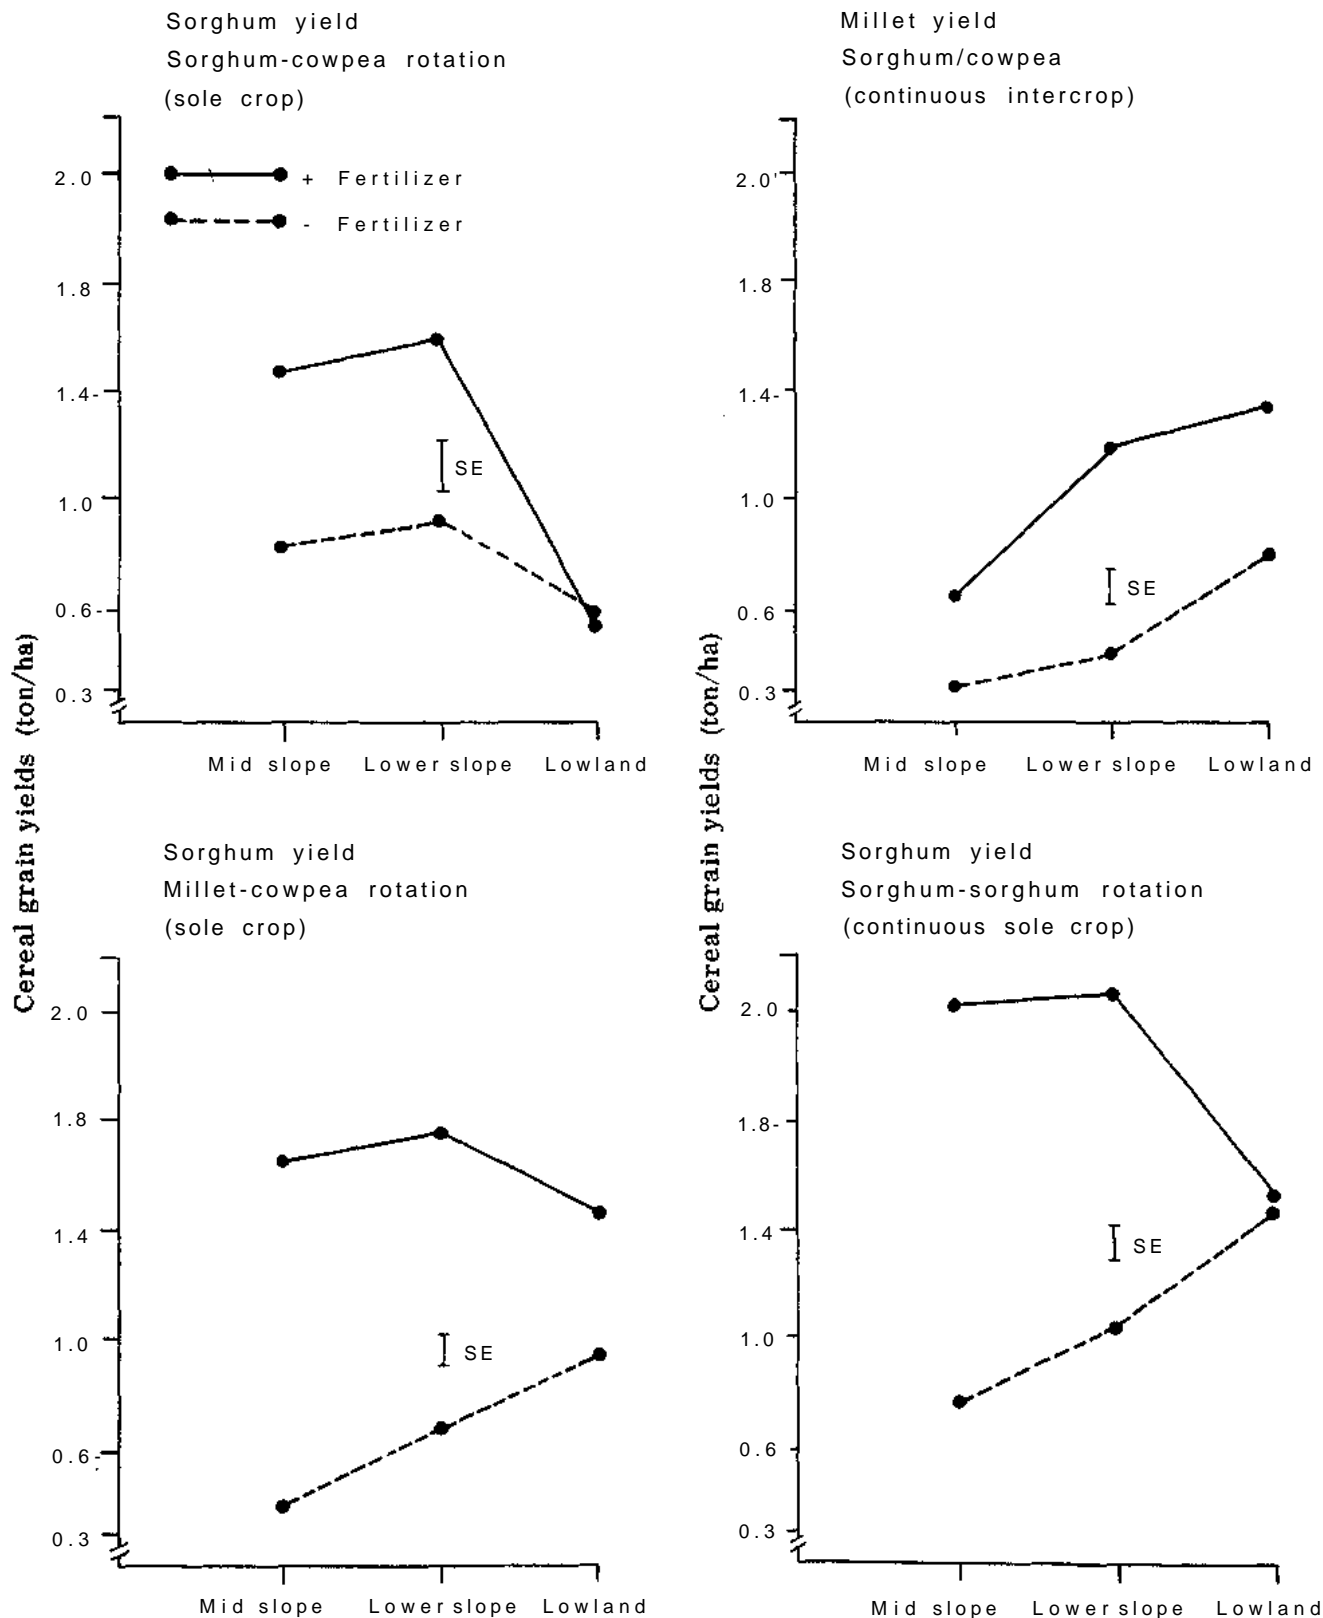 Sorghum yield
Sorghum-cowpea rotation
(sole crop)
+ Fertilizer
- Fertilizer
2.0
1.8
1.4-
1.0
0.6-
0.3
SE
Mid slope Lower slope Lowland
Cereal grain yields (ton/ha)
Millet yield
Sorghum/cowpea
(continuous intercrop)
2.0'
1.8
1.4-
1.0
0.6
0.3
SE
Mid slope Lower slope Lowland
Cereal grain yields (ton/ha)
Sorghum yield
Millet-cowpea rotation
(sole crop)
2.0
1.8
1.4
1.0
0.6-
0.3
SE
Mid slope Lower slope Lowland
Sorghum yield
Sorghum-sorghum rotation
(continuous sole crop)
2.0
1.8-
1.4
1.0
0.6
0.3
SE
Mid slope Lower slope Lowland